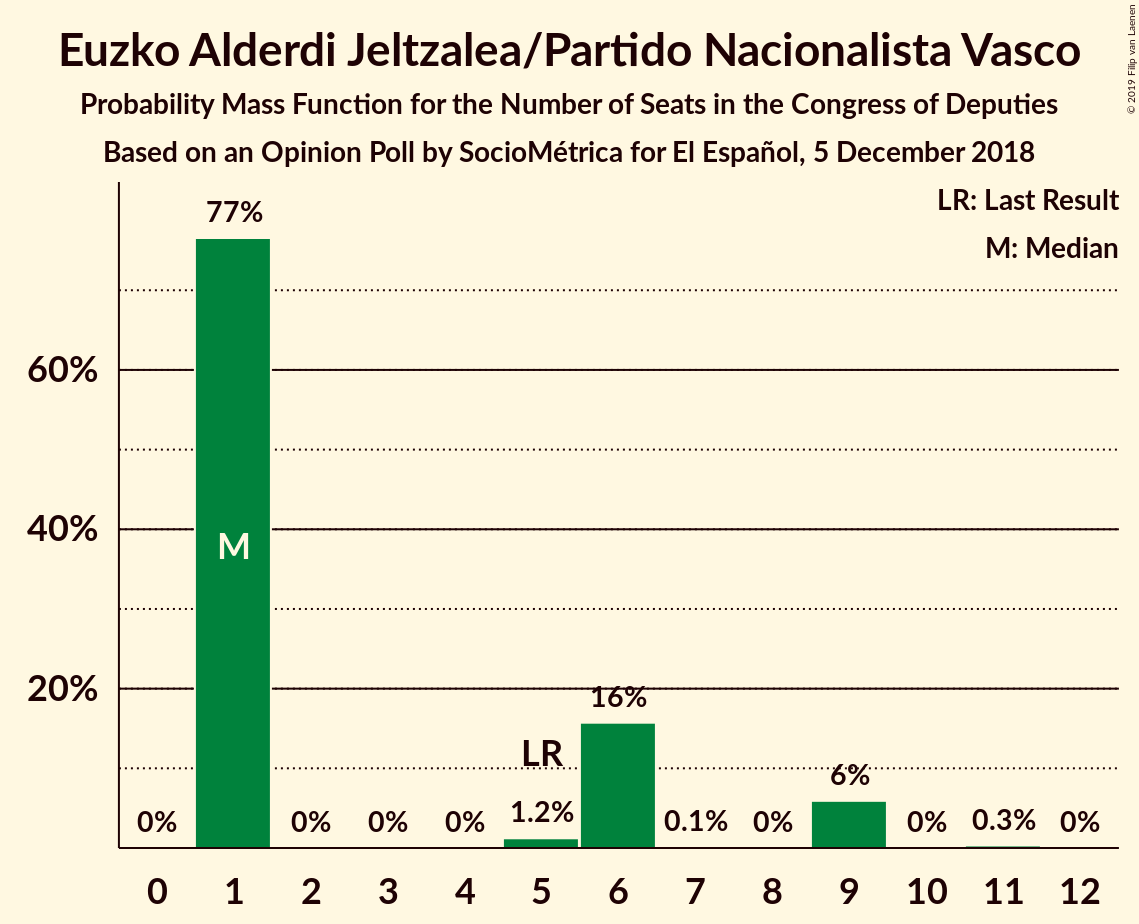 Euzko Alderdi Jeltzalea/Partido Nacionalista Vasco
Probability Mass Function for the Number of Seats in the Congress of Deputies
Based on an Opinion Poll by SocioMétrica for El Español, 5 December 2018
© 2019 Filip van Laenen
LR: Last Result
M: Median
60%
40%
20%
0%
77%
M
0%
0%
0%
LR
1.2%
16%
0.1%
0%
6%
0%
0.3%
0%
0 1 2 3 4 5 6 7 8 9 10 11 12